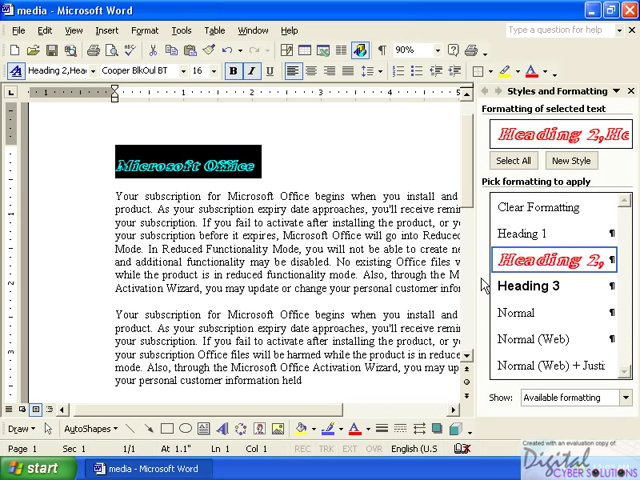 media - Microsoft Word
File Edit View Insert Format Tools Table Window Help
Type a question for help
90%
Heading 2,Hea Cooper BlkOul BT 16 B I
Microsoft Office
Your subscription for Microsoft Office begins when you install and
product. As your subscription expiry date approaches, you'll receive remin
your subscription. If you fail to activate after installing the product, or y
your subscription before it expires, Microsoft Office will go into Reduced
Mode. In Reduced Functionality Mode, you will not be able to create ne
and additional functionality may be disabled. No existing Office files v
while the product is in reduced functionality mode. Also, through the M
Activation Wizard, you may update or change your personal customer infor
Your subscription for Microsoft Office begins when you install and
product. As your subscription expiry date approaches, you'll receive remin
your subscription. If you fail to activate after installing the product, or y
your subscription Office files will be harmed while the product is in reduced
mode. Also, through the Microsoft Office Activation Wizard, you may up
your personal customer information held
Styles and Formatting
Formatting of selected text
Heading 2,He
Select All New Style
Pick formatting to apply
Clear Formatting
Heading 1 ¶
Heading 2, ¶
Heading 3 ¶
Normal ¶
Normal (Web) ¶
Normal (Web) + Justi
Show: Available formatting
Draw AutoShapes
Page 1 Sec 1 1/1 At 1.1" Ln 1 Col 1 REC TRK EXT OVR English (U.S
start media - Microsoft Word
Created with an evaluation copy of
Digital
CYBER SOLUTIONS